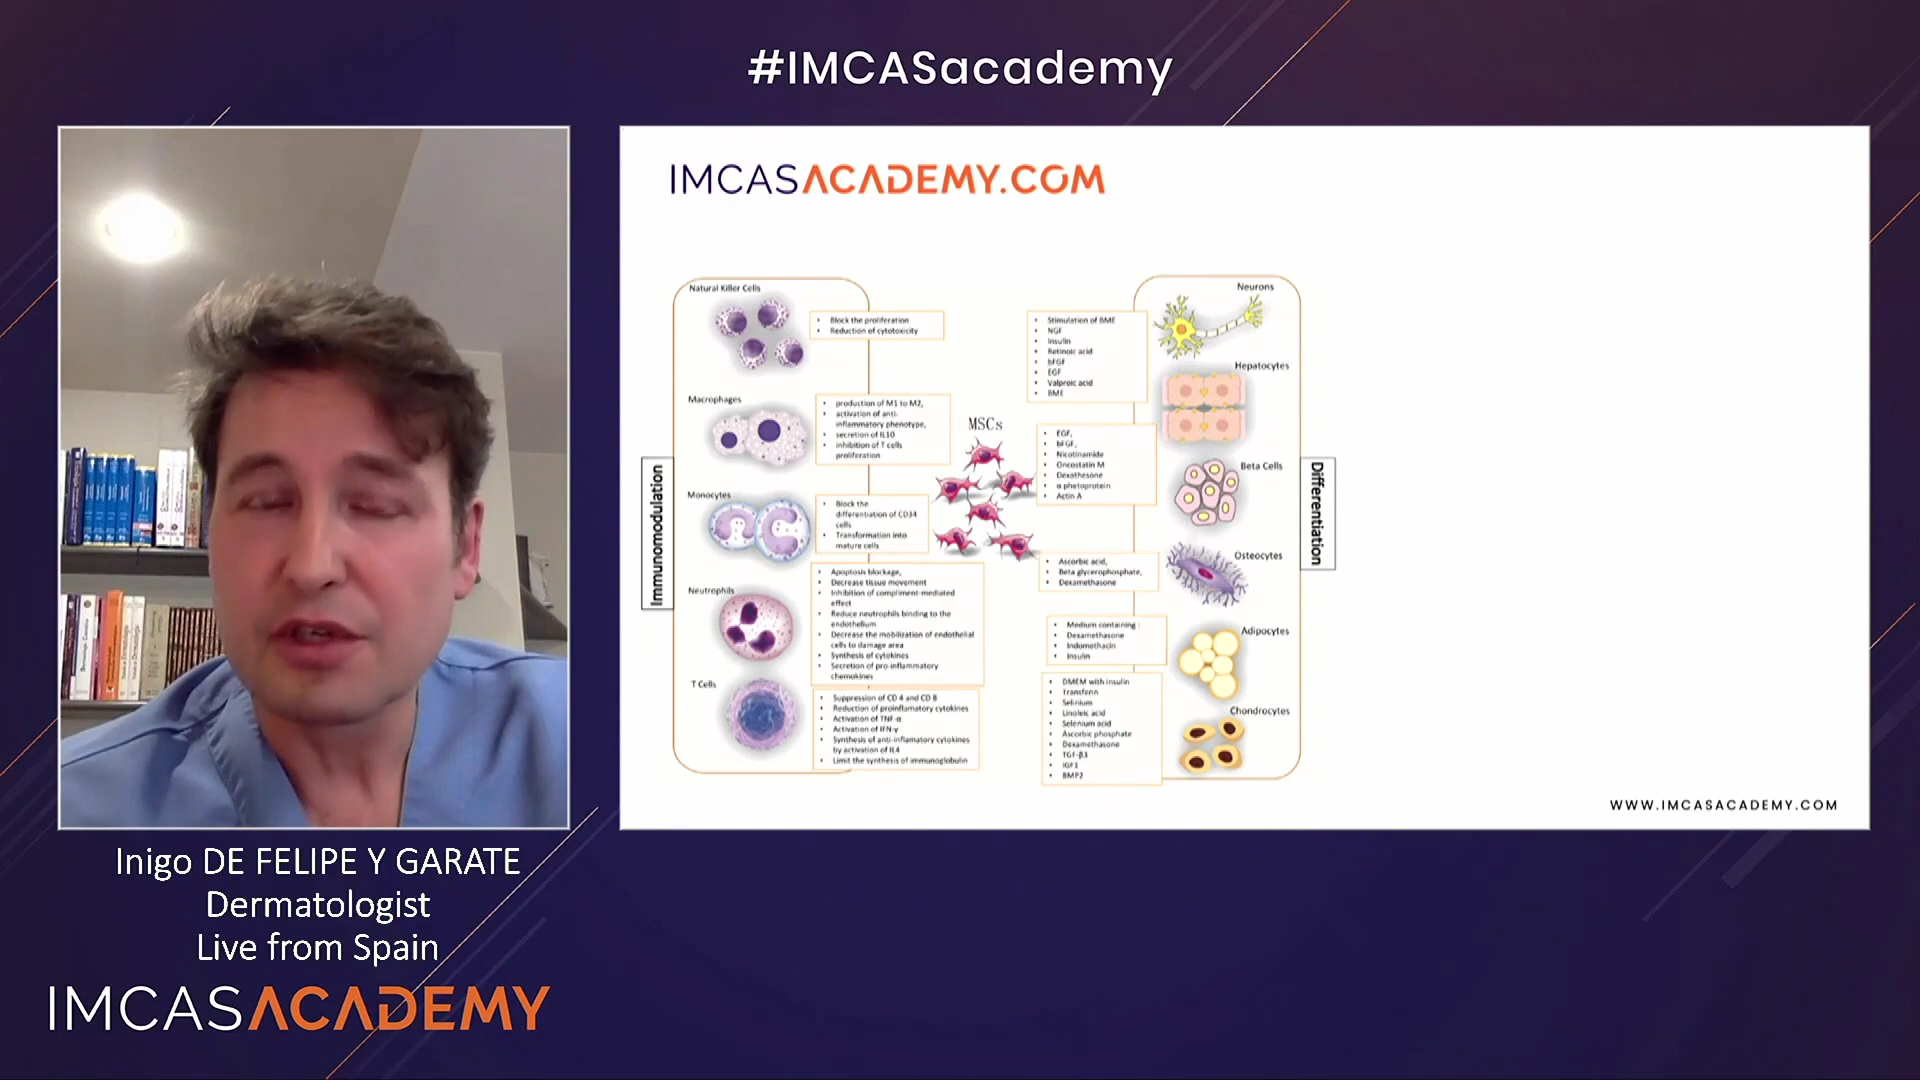 #IMCASacademy
IMCASACADEMY.COM
Immunomodulation
Natural Killer Cells
• Block the proliferation
• Reduction of cytotoxicity
Macrophages
• production of M1 to M2,
• activation of anti-
inflammatory phenotype,
• secretion of IL10
• inhibition of T cells
proliferation
Monocytes
• Block the
differentiation of CD34
cells
• Transformation into
mature cells
Neutrophils
• Apoptosis blockage,
• Decrease tissue movement
• Inhibition of compliment-mediated
effect
• Reduce neutrophils binding to the
endothelium
• Decrease the mobilization of endothelial
cells to damage area
• Synthesis of cytokines
• Secretion of pro inflammatory
chemokines
T Cells
• Suppression of CD 4 and CD 8
• Reduction of proinflamatory cytokines
• Activation of TNF-α
• Activation of IFN-γ
• Synthesis of anti-inflamatory cytokines
by activation of IL4
• Limit the synthesis of immunoglobulin
MSCs
Neurons
• Stimulation of BME
• NGF
• Insulin
• Retinoic acid
• bFGF
• EGF
• Valproic acid
• BME
Hepatocytes
• EGF,
• bFGF,
• Nicotinamide
• Oncostatin M
• Dexathesone
• α phetoprotein
• Actin A
Beta Cells
Osteocytes
• Ascorbic acid,
• Beta glycerophosphate,
• Dexamethasone
Adipocytes
• Medium containing :
• Dexamethasone
• Indomethacin
• Insulin
Chondrocytes
• DMEM with insulin
• Transferin
• Selinium
• Linoleic acid
• Selenium acid
• Ascorbic phosphate
• Dexametasone
• TGF-β3
• IGF1
• BMP2
Differentiation
WWW.IMCASACADEMY.COM
Inigo DE FELIPE Y GARATE
Dermatologist
Live from Spain
IMCASACADEMY